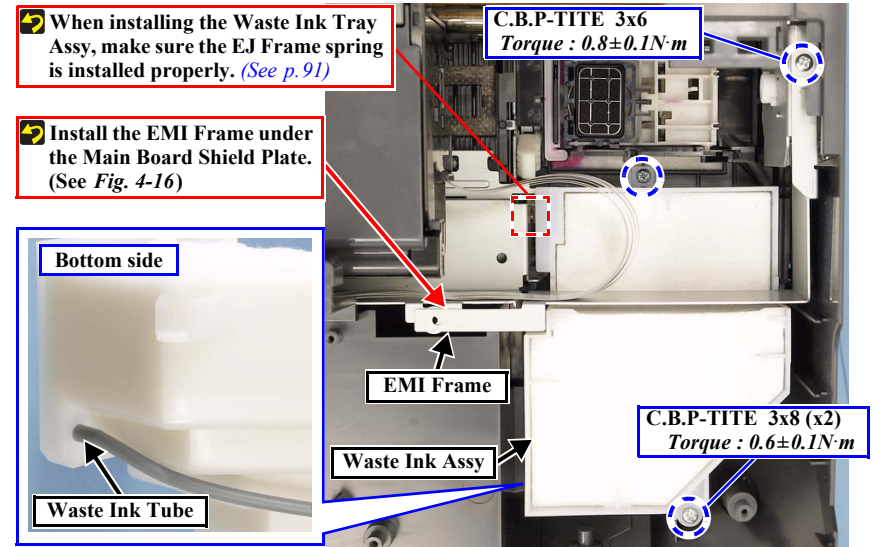 When installing the Waste Ink Tray
Assy, make sure the EJ Frame spring
is installed properly. (See p.91)
C.B.P-TITE 3x6
Torque : 0.8±0.1N·m
Install the EMI Frame under
the Main Board Shield Plate.
(See Fig. 4-16)
Bottom side
EMI Frame
C.B.P-TITE 3x8 (x2)
Torque : 0.6±0.1N·m
Waste Ink Assy
Waste Ink Tube